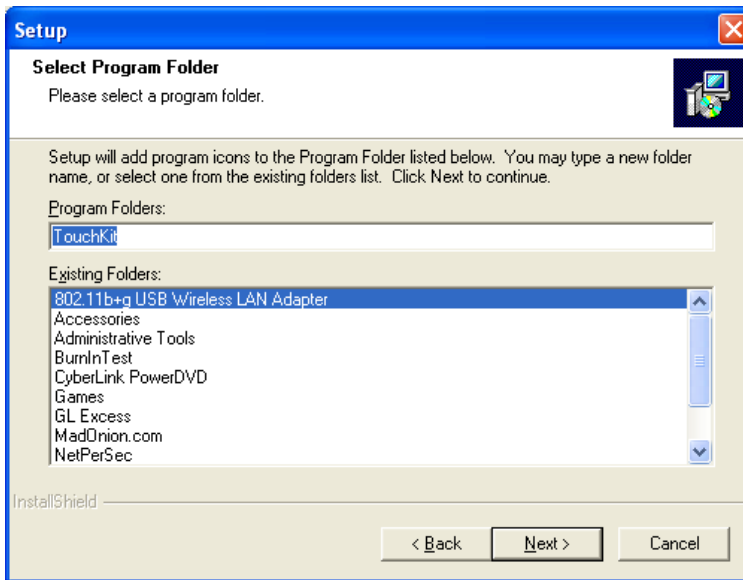 Setup
Select Program Folder
Please select a program folder.
Setup will add program icons to the Program Folder listed below. You may type a new folder
name, or select one from the existing folders list. Click Next to continue.
Program Folders:
TouchKit
Existing Folders:
802.11b+g USB Wireless LAN Adapter
Accessories
Administrative Tools
BurnInTest
CyberLink PowerDVD
Games
GL Excess
MadOnion.com
NetPerSec
InstallShield
< Back Next > Cancel